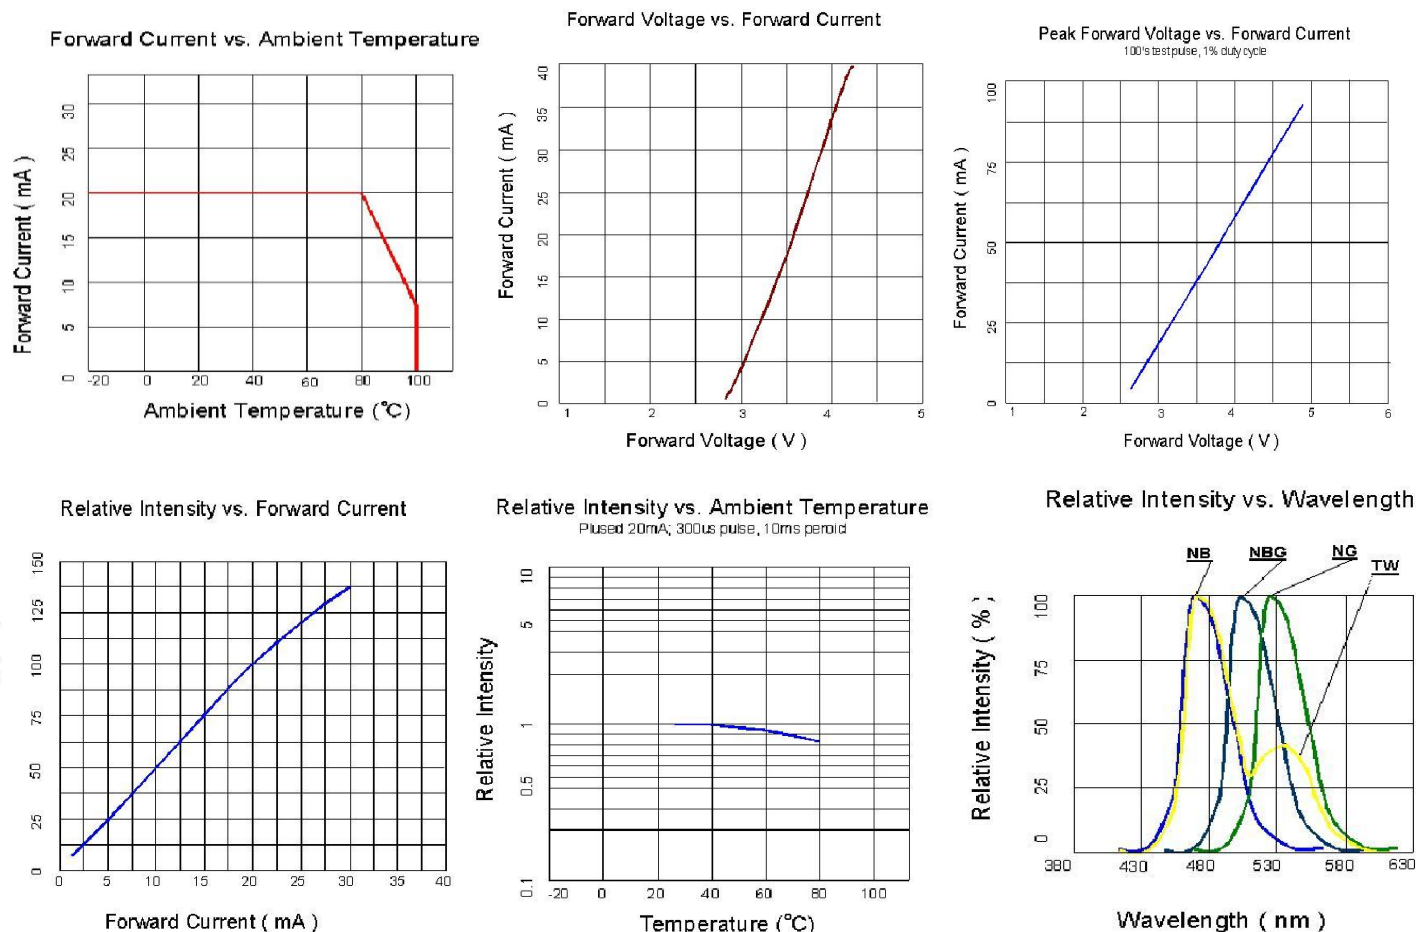 Forward Current vs. Ambient Temperature
30
25
20
15
10
5
0
-20 0 20 40 60 80 100
Forward Current ( mA )
Ambient Temperature (°C)
Forward Voltage vs. Forward Current
40
35
30
25
20
15
10
5
0
1 2 3 4 5
Forward Current ( mA )
Forward Voltage ( V )
Peak Forward Voltage vs. Forward Current
100's test pulse, 1% duty cycle
100
75
50
25
0
1 2 3 4 5 6
Forward Current ( mA )
Forward Voltage ( V )
Relative Intensity vs. Forward Current
150
125
100
75
50
25
0
0 5 10 15 20 25 30 35 40
Forward Current ( mA )
Relative Intensity vs. Ambient Temperature
Plused 20mA; 300us pulse, 10ms peroid
10
5
1
0.5
0.1
-20 0 20 40 60 80 100
Relative Intensity
Temperature (°C)
Relative Intensity vs. Wavelength
NB NBG NG
TW
100
75
50
25
0
380 430 480 530 580 630
Relative Intensity ( % )
Wavelength ( nm )